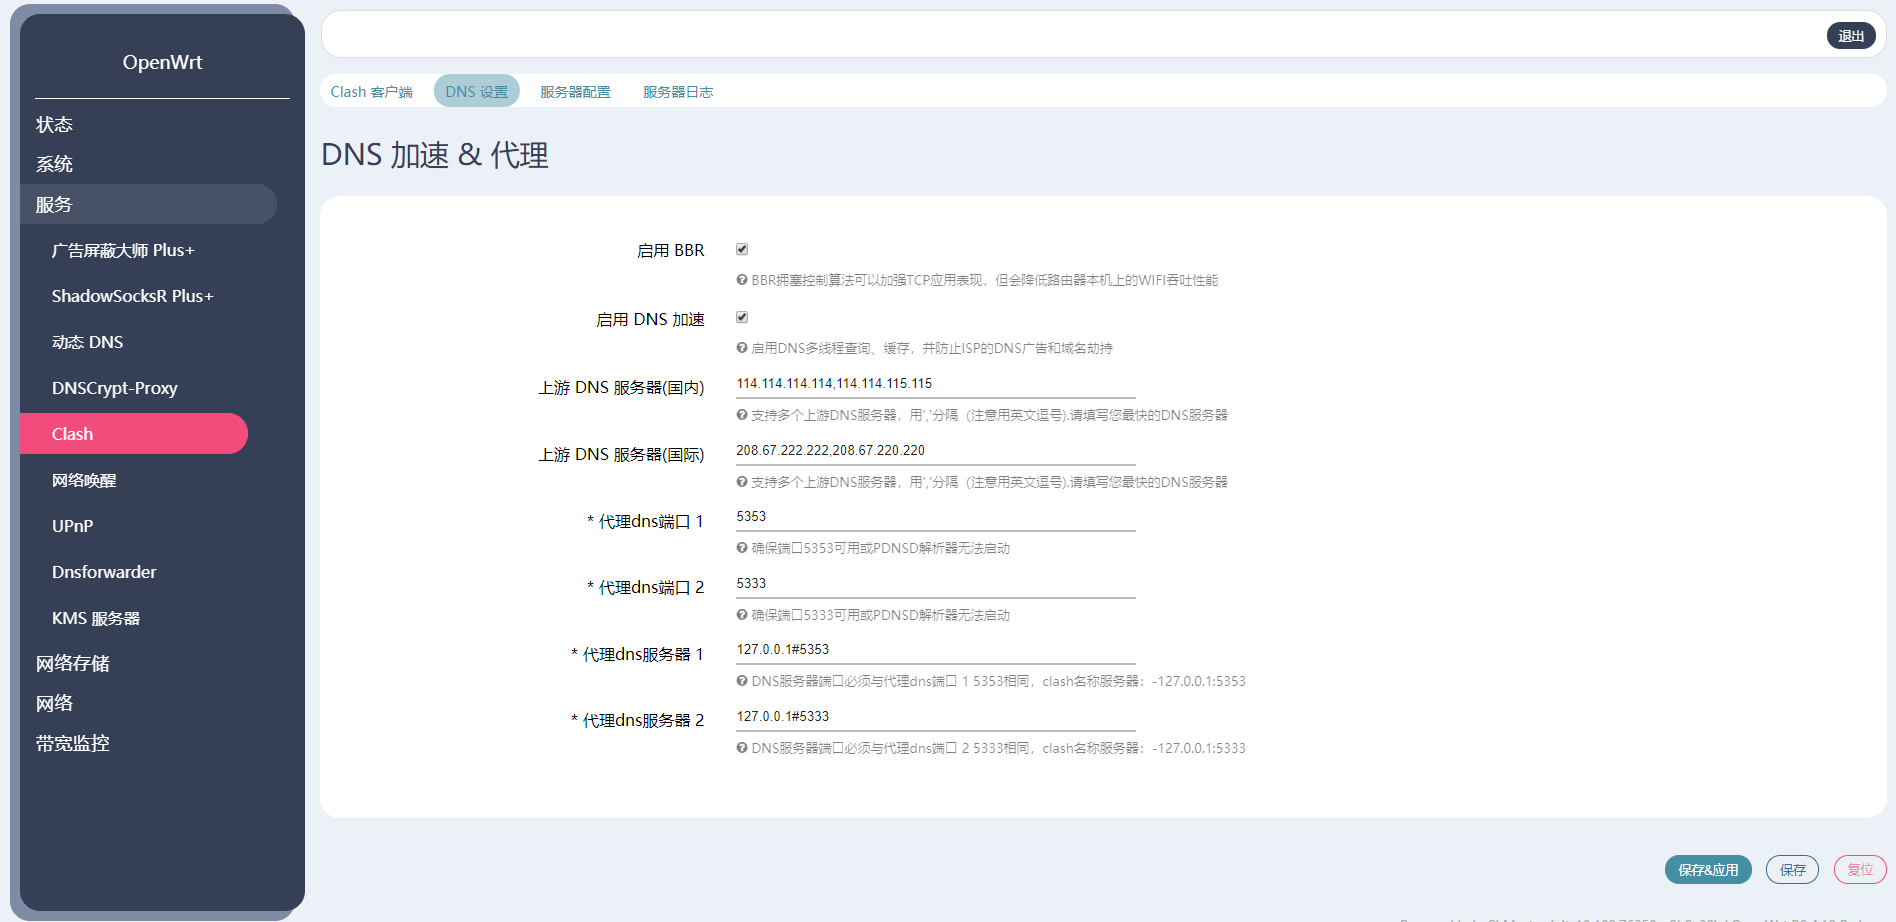 OpenWrt
状态
系统
服务
广告屏蔽大师 Plus+
ShadowSocksR Plus+
动态 DNS
DNSCrypt-Proxy
Clash
网络唤醒
UPnP
Dnsforwarder
KMS 服务器
网络存储
网络
带宽监控
退出
Clash 客户端 DNS 设置 服务器配置 服务器日志
DNS 加速 & 代理
启用 BBR
BBR拥塞控制算法可以加强TCP应用表现，但会降低路由器本机上的WIFI吞吐性能
启用 DNS 加速
启用DNS多线程查询、缓存，并防止ISP的DNS广告和域名劫持
上游 DNS 服务器(国内) 114.114.114.114,114.114.115.115
支持多个上游DNS服务器，用','分隔（注意用英文逗号).请填写您最快的DNS服务器
上游 DNS 服务器(国际) 208.67.222.222,208.67.220.220
支持多个上游DNS服务器，用','分隔（注意用英文逗号).请填写您最快的DNS服务器
* 代理dns端口 1 5353
确保端口5353可用或PDNSD解析器无法启动
* 代理dns端口 2 5333
确保端口5333可用或PDNSD解析器无法启动
* 代理dns服务器 1 127.0.0.1#5353
DNS服务器端口必须与代理dns端口 1 5353相同，clash名称服务器：-127.0.0.1:5353
* 代理dns服务器 2 127.0.0.1#5333
DNS服务器端口必须与代理dns端口 2 5333相同，clash名称服务器：-127.0.0.1:5333
保存&应用 保存 复位